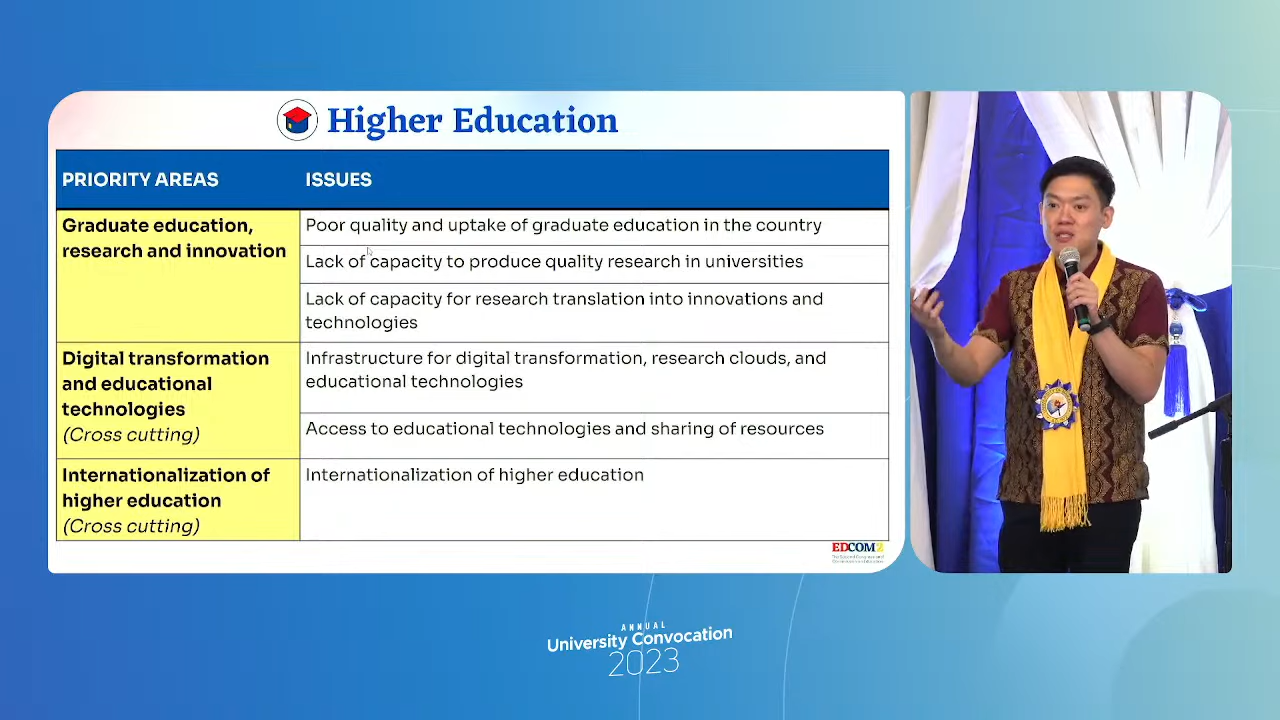 Higher Education
PRIORITY AREAS
ISSUES
Graduate education,
research and innovation
Poor quality and uptake of graduate education in the country
Lack of capacity to produce quality research in universities
Lack of capacity for research translation into innovations and
technologies
Digital transformation
and educational
technologies
(Cross cutting)
Infrastructure for digital transformation, research clouds, and
educational technologies
Access to educational technologies and sharing of resources
Internationalization of
higher education
(Cross cutting)
Internationalization of higher education
EDCOM2
ANNUAL
University Convocation
2023